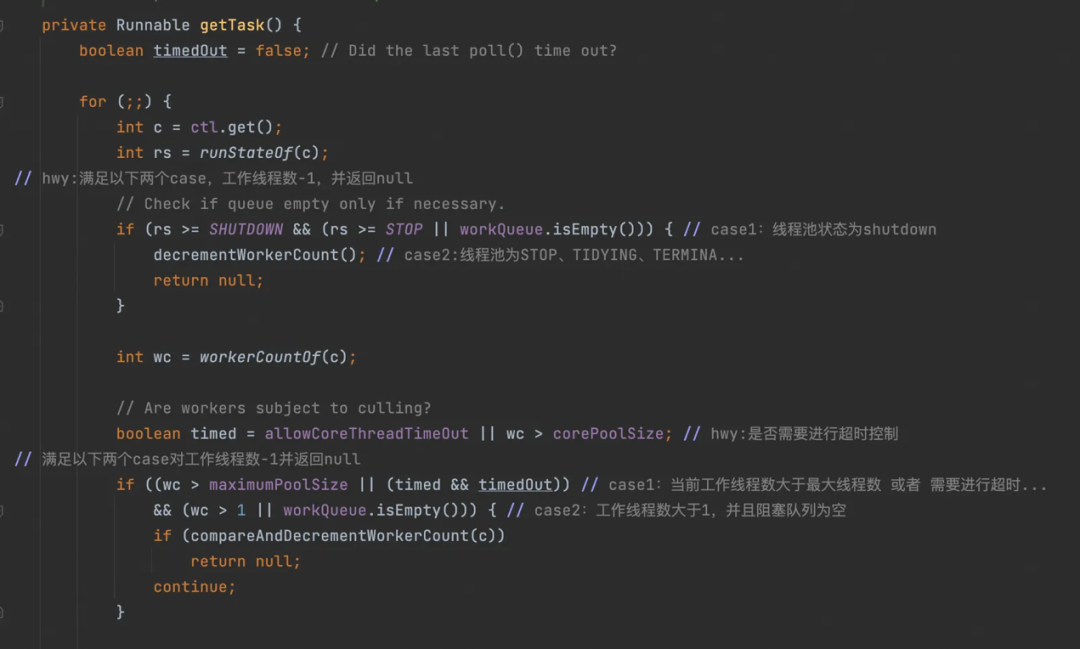 private Runnable getTask() {
boolean timedOut = false; // Did the last poll() time out?
for (;;) {
int c = ctl.get();
int rs = runStateOf(c);
// hwy:满足以下两个case，工作线程数-1，并返回null
// Check if queue empty only if necessary.
if (rs >= SHUTDOWN && (rs >= STOP || workQueue.isEmpty())) { // case1：线程池状态为shutdown
decrementWorkerCount(); // case2:线程池为STOP、TIDYING、TERMINA...
return null;
}
int wc = workerCountOf(c);
// Are workers subject to culling?
boolean timed = allowCoreThreadTimeOut || wc > corePoolSize; // hwy:是否需要进行超时控制
// 满足以下两个case对工作线程数-1并返回null
if ((wc > maximumPoolSize || (timed && timedOut)) // case1：当前工作线程数大于最大线程数 或者 需要进行超时...
&& (wc > 1 || workQueue.isEmpty())) { // case2：工作线程数大于1，并且阻塞队列为空
if (compareAndDecrementWorkerCount(c))
return null;
continue;
}